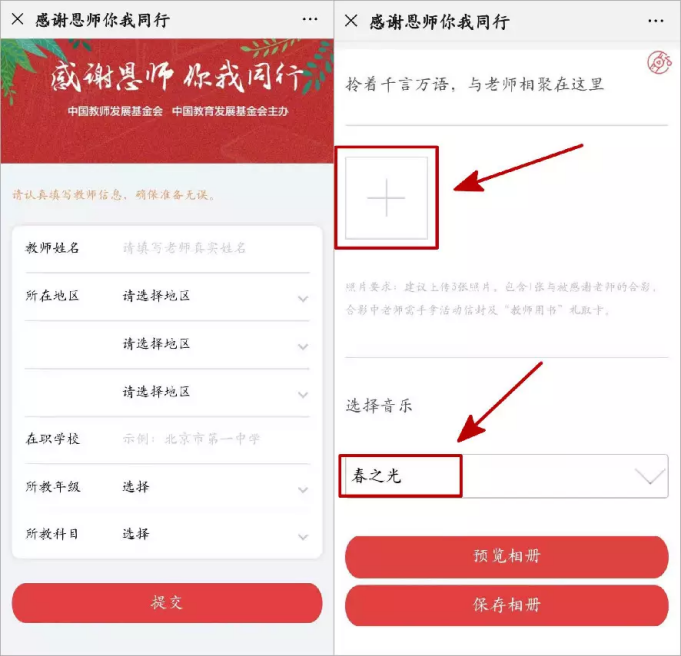 感谢恩师你我同行
感谢恩师 你我同行
中国教师发展基金会 中国教育发展基金会主办
请认真填写教师信息，确保准备无误。
教师姓名 请填写老师真实姓名
所在地区 请选择地区
请选择地区
请选择地区
在职学校 示例：北京市第一中学
所教年级 选择
所教科目 选择
提交
感谢恩师你我同行
拎着千言万语，与老师相聚在这里
照片要求：建议上传5张照片，包含1张与被感谢老师的合影，
合影中老师需手拿活动信封及“教师用书”礼取卡。
选择音乐
春之光
预览相册
保存相册